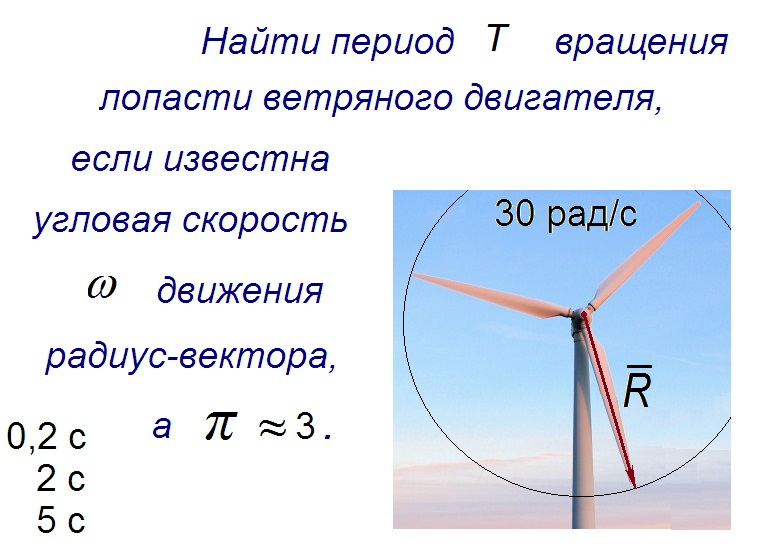 Найти период T вращения
лопасти ветряного двигателя,
если известна
угловая скорость
ω движения
радиус-вектора,
а π ≈ 3.
0,2 с
2 с
5 с
30 рад/с
R̅